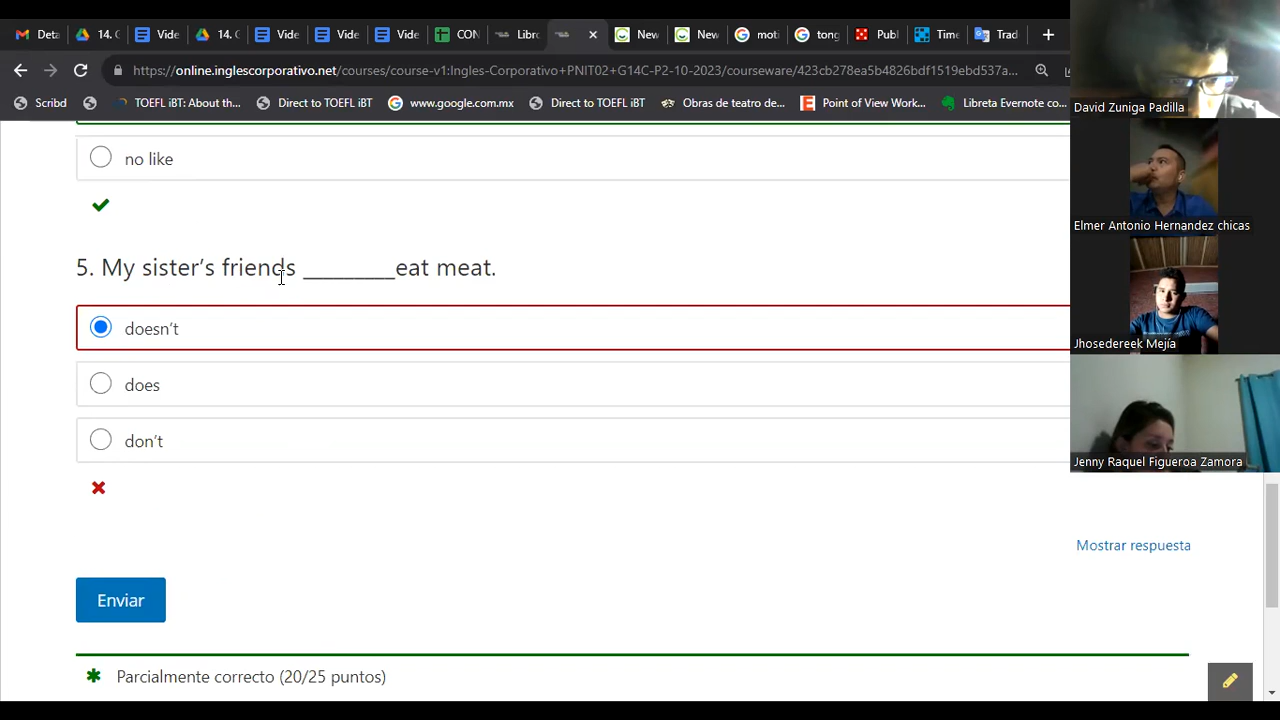 Deta
14. C
Vide
14. C
Vide
Vide
Vide
CON
Libro
New
New
moti
tong
Publ
Time
Trad
https://online.inglescorporativo.net/courses/course-v1:Ingles-Corporativo+PNIT02+G14C-P2-10-2023/courseware/423cb278ea5b4826bdf1519ebd537a...
Scribd
TOEFL iBT: About th...
Direct to TOEFL iBT
www.google.com.mx
Direct to TOEFL iBT
Obras de teatro de...
Point of View Work...
Libreta Evernote co...
no like
5. My sister’s friends _________eat meat.
doesn’t
does
don’t
Mostrar respuesta
Enviar
Parcialmente correcto (20/25 puntos)
David Zuniga Padilla
Elmer Antonio Hernandez chicas
Jhosedereek Mejía
Jenny Raquel Figueroa Zamora